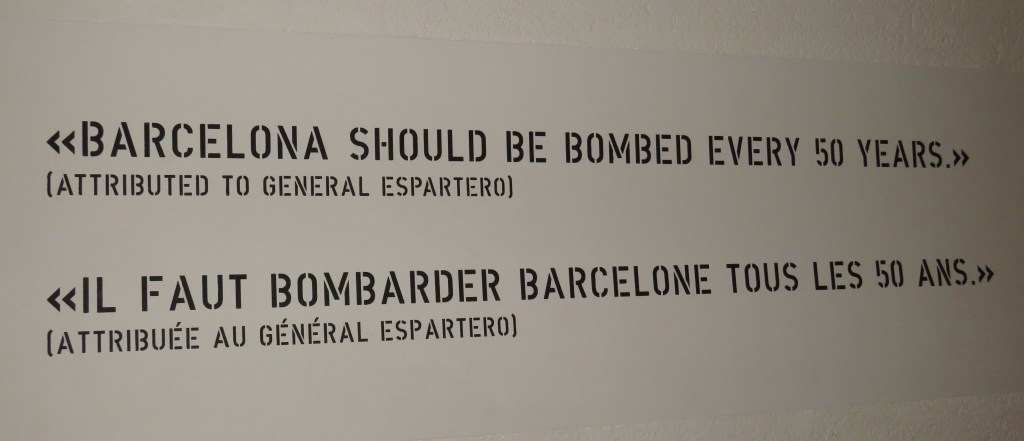 «BARCELONA SHOULD BE BOMBED EVERY 50 YEARS.»
(ATTRIBUTED TO GENERAL ESPARTERO)
«IL FAUT BOMBARDER BARCELONE TOUS LES 50 ANS.»
(ATTRIBUÉE AU GÉNÉRAL ESPARTERO)